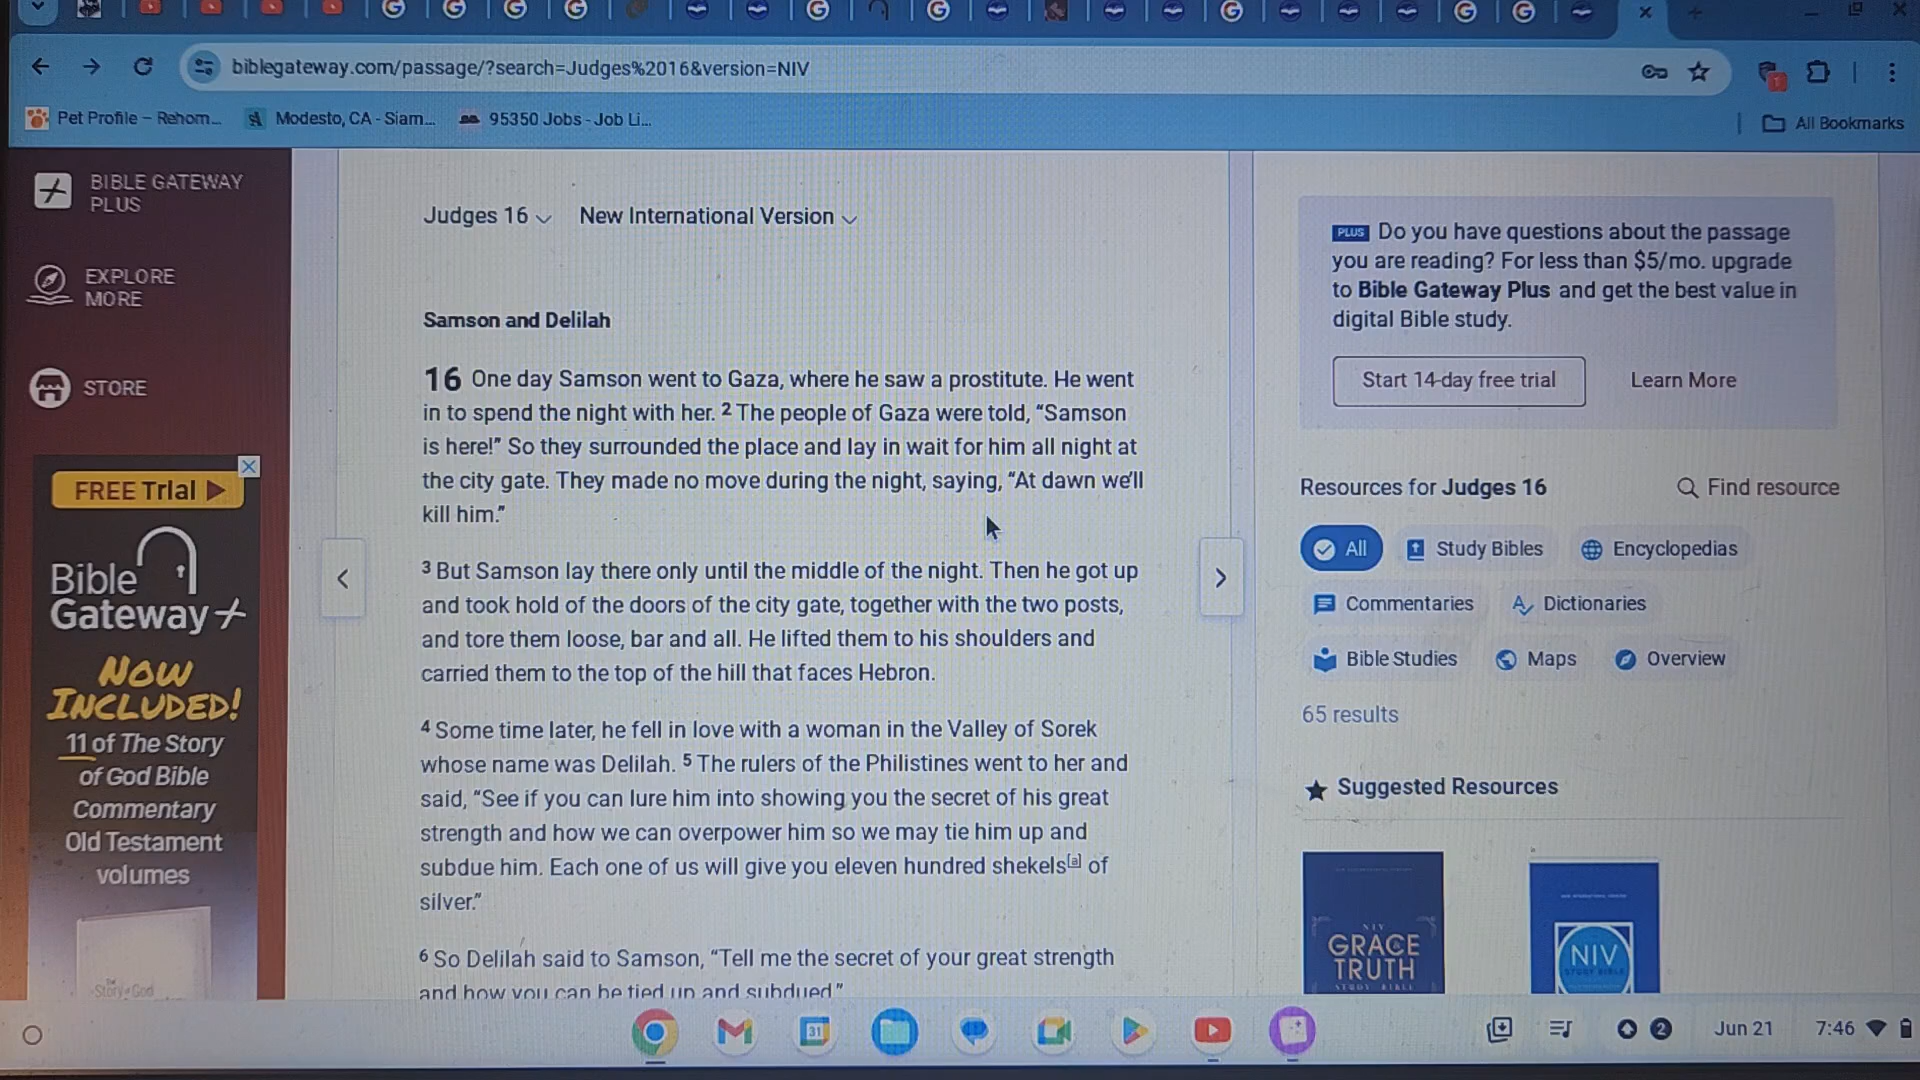 biblegateway.com/passage/?search=Judges%2016&version=NIV
Pet Profile – Rehom...
Modesto, CA - Siam...
95350 Jobs - Job Li...
All Bookmarks
BIBLE GATEWAY
PLUS
EXPLORE
MORE
STORE
FREE Trial
Bible
Gateway+
NOW
INCLUDED!
11 of The Story
of God Bible
Commentary
Old Testament
volumes
Story of God
Judges 16
New International Version
Samson and Delilah
16 One day Samson went to Gaza, where he saw a prostitute. He went
in to spend the night with her. 2 The people of Gaza were told, “Samson
is here!” So they surrounded the place and lay in wait for him all night at
the city gate. They made no move during the night, saying, “At dawn we’ll
kill him.”
3 But Samson lay there only until the middle of the night. Then he got up
and took hold of the doors of the city gate, together with the two posts,
and tore them loose, bar and all. He lifted them to his shoulders and
carried them to the top of the hill that faces Hebron.
4 Some time later, he fell in love with a woman in the Valley of Sorek
whose name was Delilah. 5 The rulers of the Philistines went to her and
said, “See if you can lure him into showing you the secret of his great
strength and how we can overpower him so we may tie him up and
subdue him. Each one of us will give you eleven hundred shekels[a] of
silver.”
6 So Delilah said to Samson, “Tell me the secret of your great strength
and how you can be tied up and subdued.”
PLUS Do you have questions about the passage
you are reading? For less than $5/mo. upgrade
to Bible Gateway Plus and get the best value in
digital Bible study.
Start 14-day free trial
Learn More
Resources for Judges 16
Find resource
All
Study Bibles
Encyclopedias
Commentaries
Dictionaries
Bible Studies
Maps
Overview
65 results
Suggested Resources
NIV
GRACE
TRUTH
STUDY BIBLE
NIV
STUDY BIBLE
31
2
Jun 21
7:46